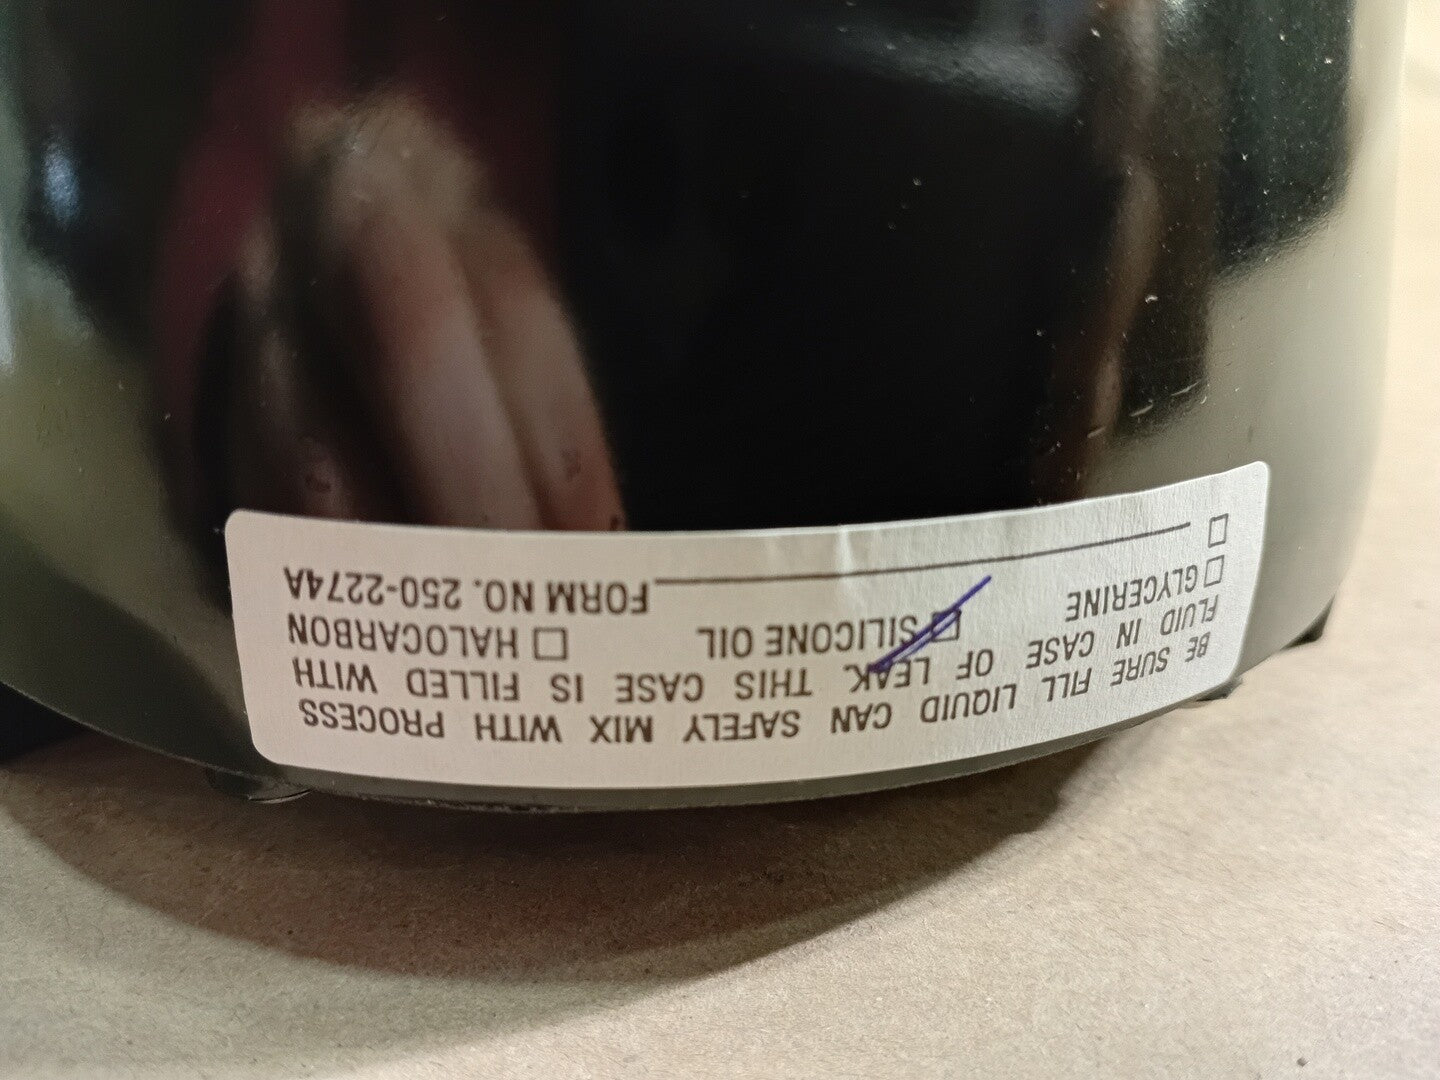 BE SURE FILL LIQUID CAN SAFELY MIX WITH PROCESS
FLUID IN CASE OF LEAK. THIS CASE IS FILLED WITH
☐ GLYCERINE ☑ SILICONE OIL ☐ HALOCARBON
☐ ____________________ FORM NO. 250-2274A